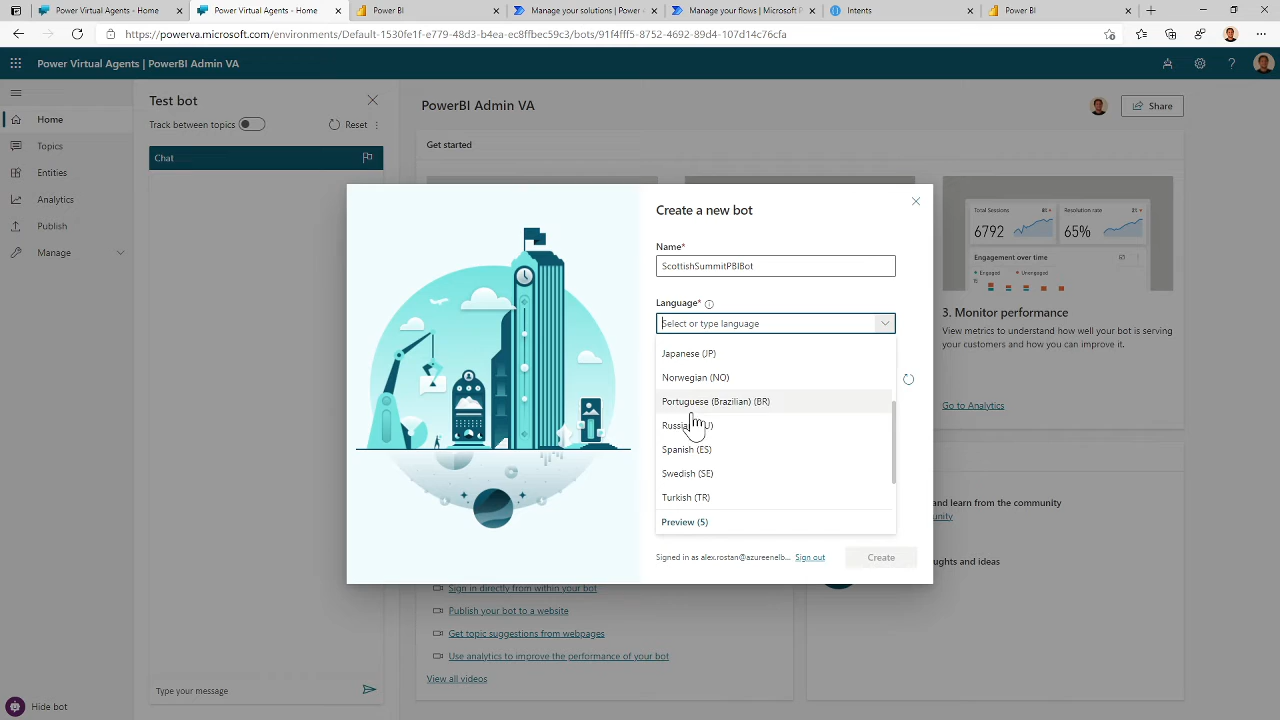 Power Virtual Agents - Home
Power Virtual Agents - Home
Power BI
Manage your solutions | Power
Manage your flows | Microsoft P
Intents
Power BI
https://powerva.microsoft.com/environments/Default-1530fe1f-e779-48d3-b4ea-ec8ffbec59c3/bots/91f4fff5-8752-4692-89d4-107d14c76cfa
Power Virtual Agents | PowerBI Admin VA
Home
Topics
Entities
Analytics
Publish
Manage
Hide bot
Test bot
Track between topics
Reset
Chat
Type your message
PowerBI Admin VA
Share
Get started
Create a new bot
Name*
ScottishSummitPBIBot
Language*
Select or type language
Japanese (JP)
Norwegian (NO)
Portuguese (Brazilian) (BR)
Russia U)
Spanish (ES)
Swedish (SE)
Turkish (TR)
Preview (5)
Signed in as alex.rostan@azureenelb... Sign out
Create
Total Sessions
6792
Resolution rate
65%
Engagement over time
Engaged
Unengaged
3. Monitor performance
View metrics to understand how well your bot is serving
your customers and how you can improve it.
Go to Analytics
and learn from the community
unity
ughts and ideas
Sign in directly from within your bot
Publish your bot to a website
Get topic suggestions from webpages
Use analytics to improve the performance of your bot
View all videos